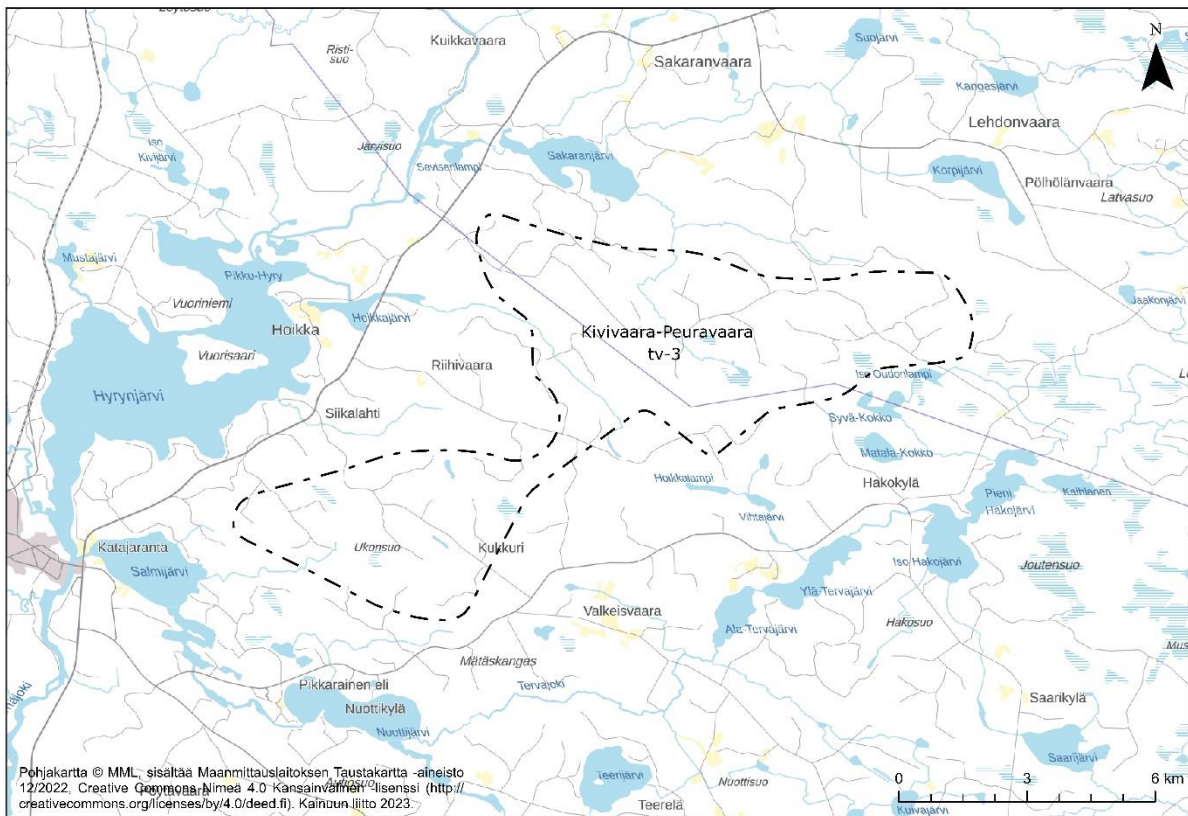 Löytäsuo
Kuikkavaara
Risti-
suo
Sakaranvaara
Suojärvi
N
Kangasjärvi
Lehdonvaara
Iso
Kivijärvi
Järvisuo
Savisenlampi
Sakaranjärvi
Korpijärvi
Pölhölänvaara
Latvasuo
Mustajärvi
Pikku-Hyry
Vuoriniemi
Hoikka
Hoikkajärvi
Jaakonjärvi
Vuorisaari
Kivivaara-Peuravaara
tv-3
Riihivaara
Iso Oudonlampi
Hyrynjärvi
Siikalahti
Syvä-Kokko
Matala-Kokko
Hoikkalampi
Hakokylä
Pieni
Hakojärvi
Kaihlanen
Vihtajärvi
Katajaranta
Ukonsuo
Kukkuri
Salmijärvi
Iso Hakojärvi
Joutensuo
Ylä-Tervajärvi
Valkeisvaara
Ala-Tervajärvi
Hakosuo
Mätäskangas
Pikkarainen eli
Nuottikylä
Tervajoki
Saarikylä
Nuottijärvi
Saarijärvi
Teerijärvi
Nuottisuo
Teerelä
Kuivajärvi
Pöytävaara
Pohjakartta © MML, sisältää Maanmittauslaitoksen Taustakartta -aineisto
12/2022, Creative Commons Nimeä 4.0 Kansainvälinen -lisenssi (http://
creativecommons.org/licenses/by/4.0/deed.fi). Kainuun liitto 2023.
0 3 6 km